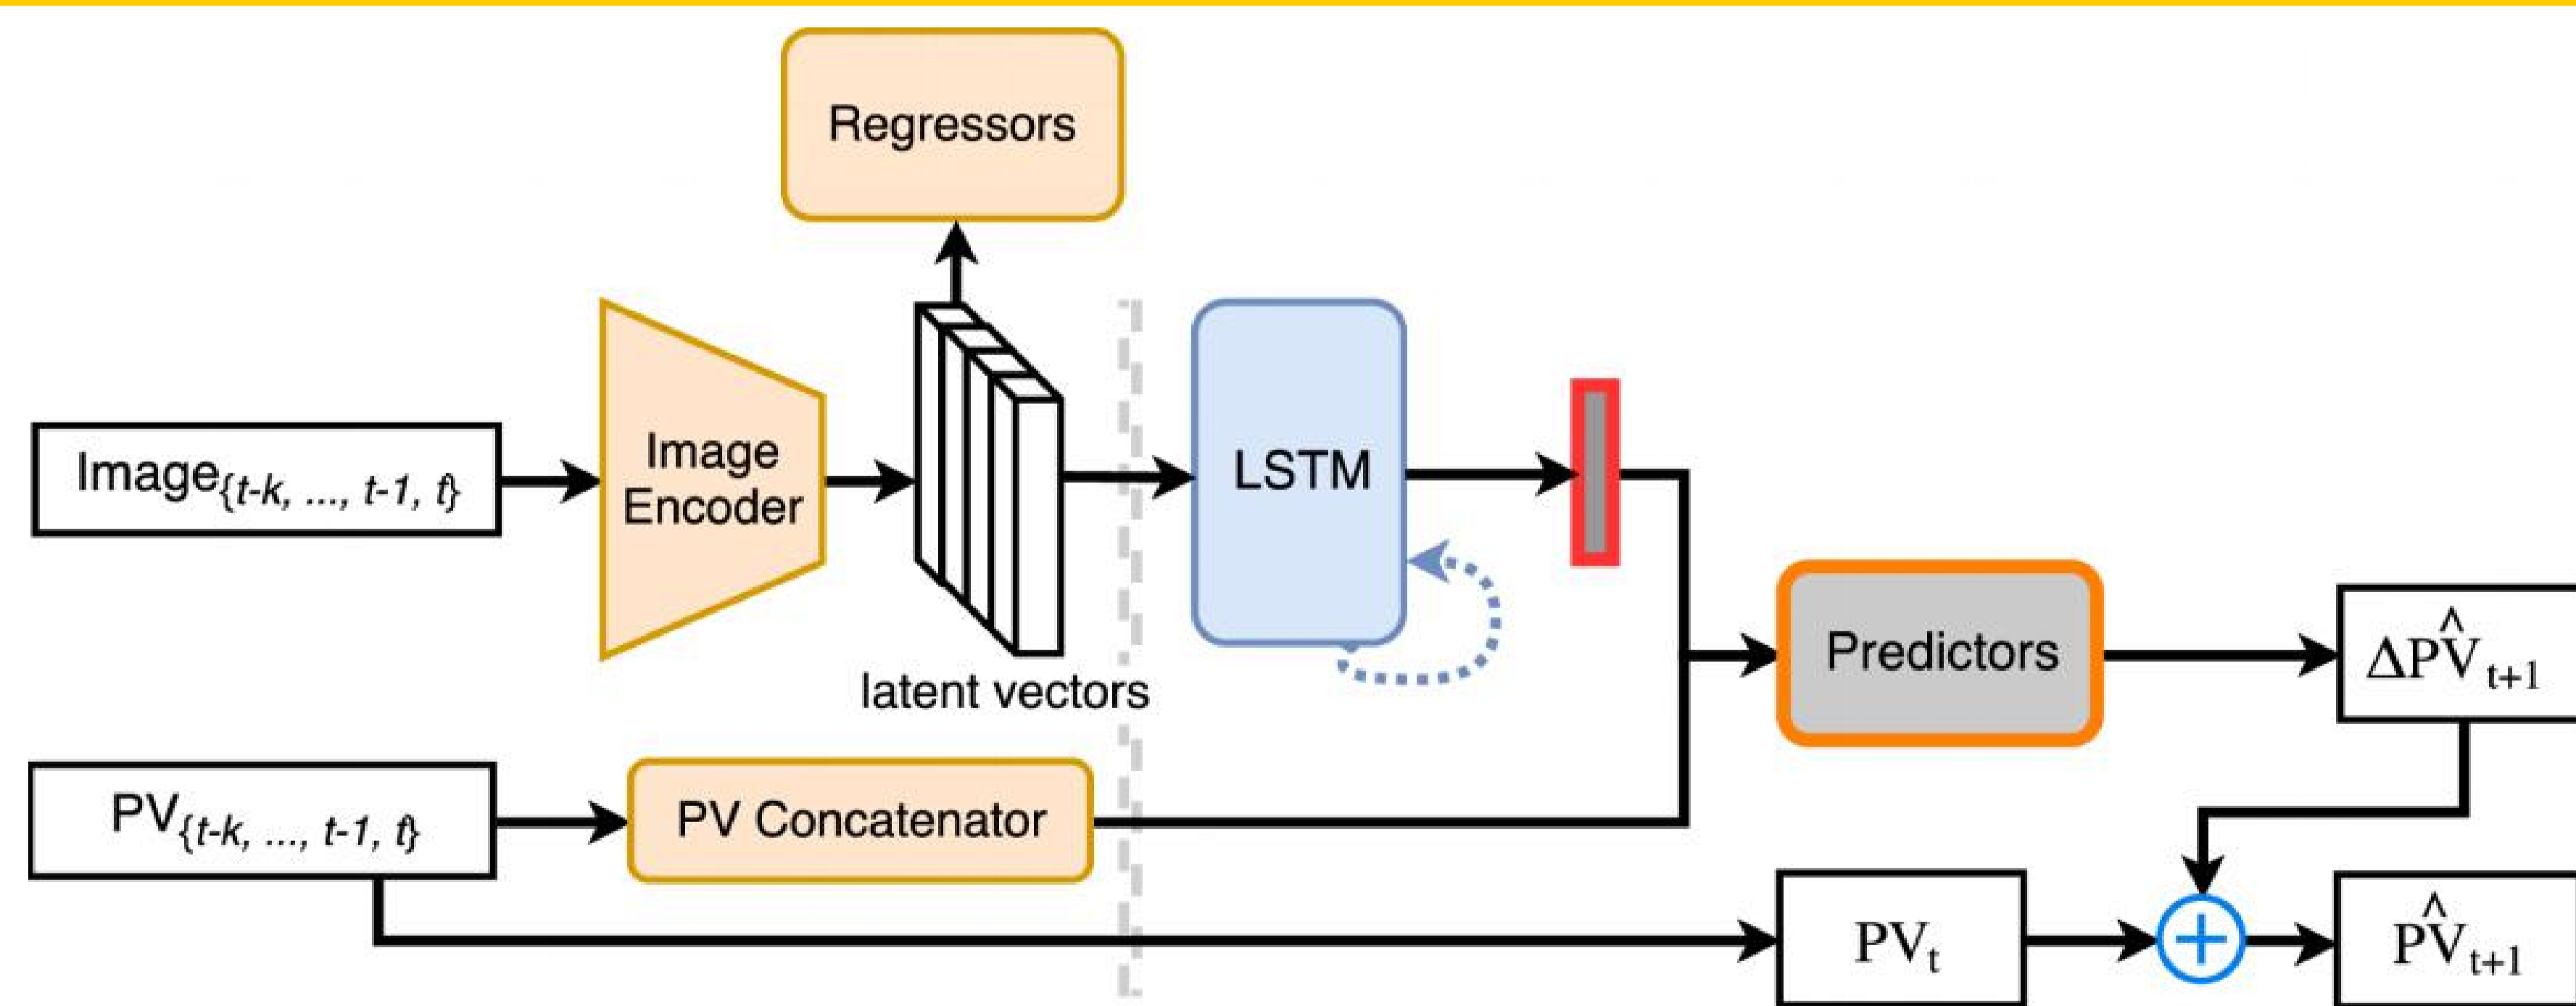 Regressors
Image{t-k, ..., t-1, t}
Image
Encoder
LSTM
latent vectors
Predictors
ΔP̂V t+1
PV{t-k, ..., t-1, t}
PV Concatenator
PVt
+
P̂V t+1